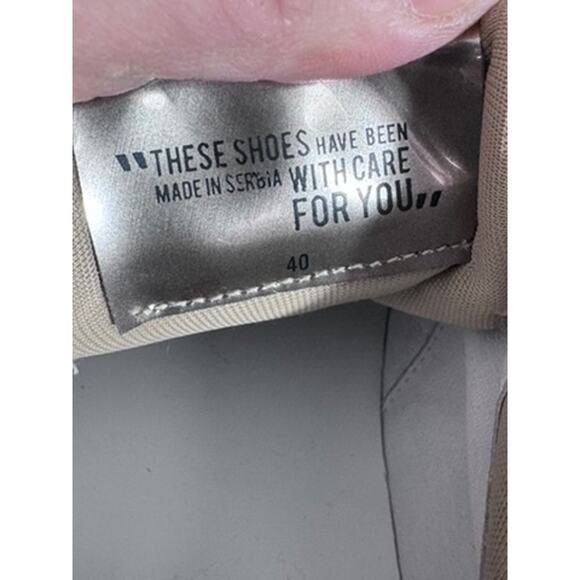 "THESE SHOES HAVE BEEN
MADE IN SERBIA WITH CARE
FOR YOU"
40